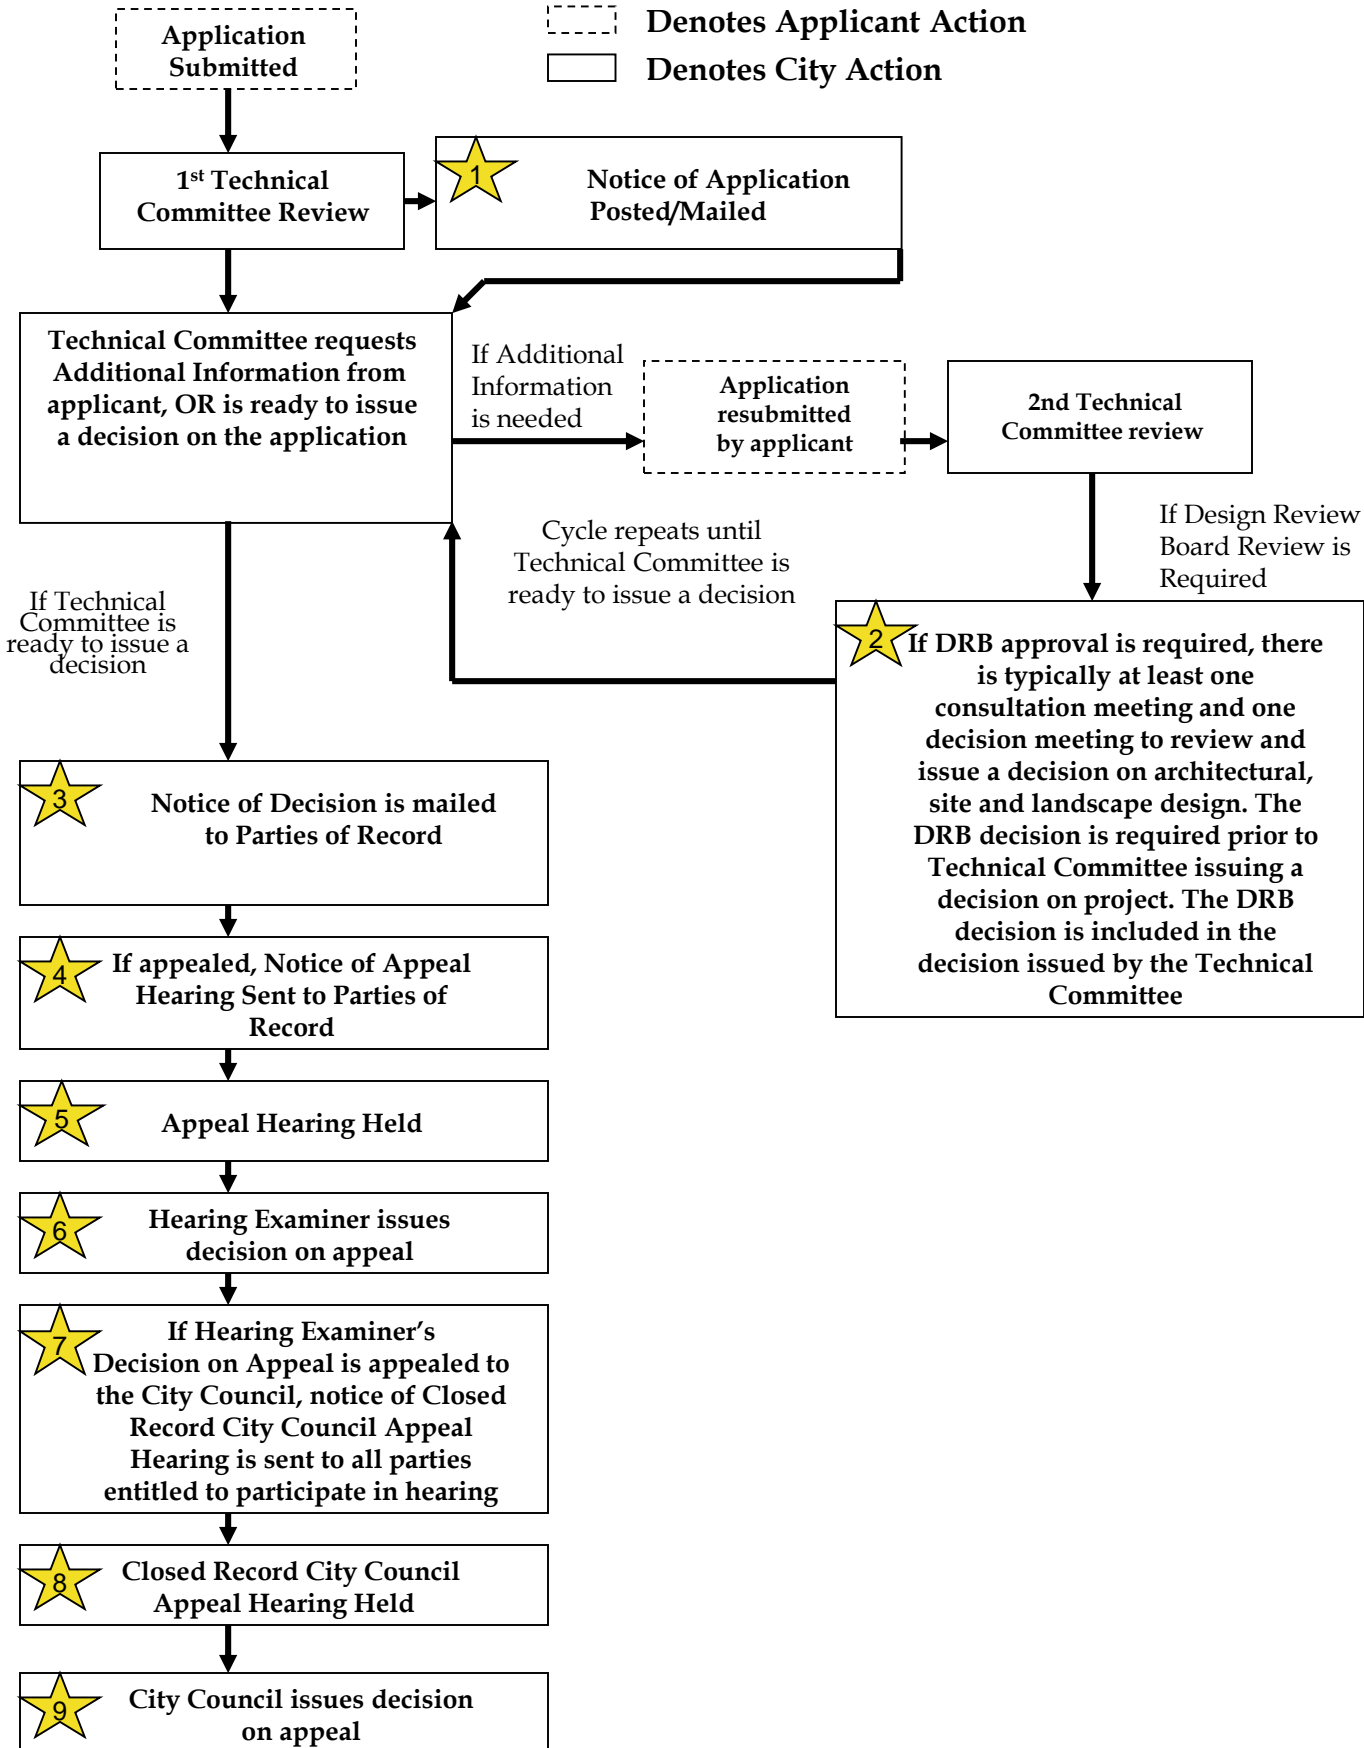 Application
Submitted
Denotes Applicant Action
Denotes City Action
1st Technical
Committee Review
1
Notice of Application
Posted/Mailed
Technical Committee requests
Additional Information from
applicant, OR is ready to issue
a decision on the application
If Additional
Information
is needed
Application
resubmitted
by applicant
2nd Technical
Committee review
Cycle repeats until
Technical Committee is
ready to issue a decision
If Design Review
Board Review is
Required
If Technical
Committee is
ready to issue a
decision
2
If DRB approval is required, there
is typically at least one
consultation meeting and one
decision meeting to review and
issue a decision on architectural,
site and landscape design. The
DRB decision is required prior to
Technical Committee issuing a
decision on project. The DRB
decision is included in the
decision issued by the Technical
Committee
3
Notice of Decision is mailed
to Parties of Record
4
If appealed, Notice of Appeal
Hearing Sent to Parties of
Record
5
Appeal Hearing Held
6
Hearing Examiner issues
decision on appeal
7
If Hearing Examiner’s
Decision on Appeal is appealed to
the City Council, notice of Closed
Record City Council Appeal
Hearing is sent to all parties
entitled to participate in hearing
8
Closed Record City Council
Appeal Hearing Held
9
City Council issues decision
on appeal